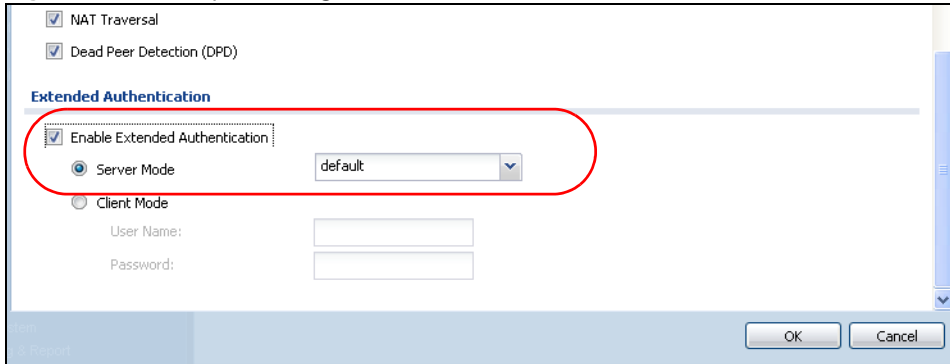 NAT Traversal
Dead Peer Detection (DPD)
Extended Authentication
Enable Extended Authentication
Server Mode default
Client Mode
User Name:
Password:
OK Cancel
& Report